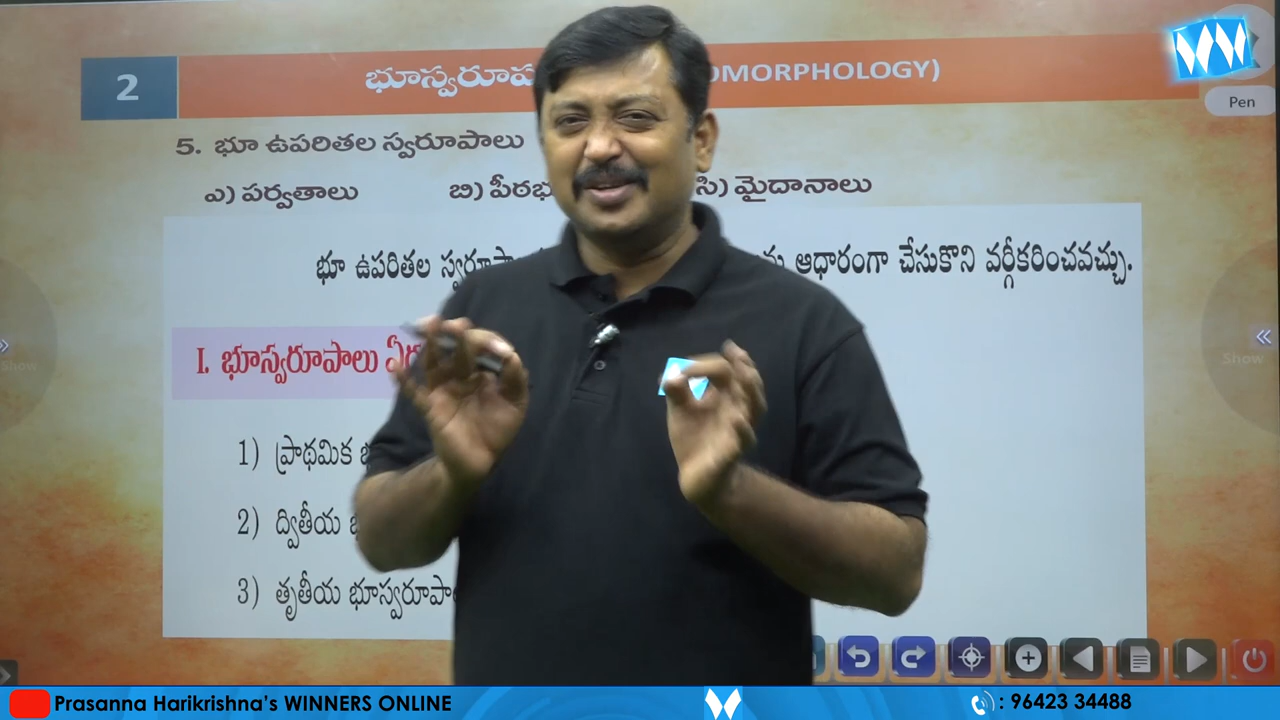 2
భూస్వరూప OMORPHOLOGY)
Pen
5. భూ ఉపరితల స్వరూపాలు
ఎ) పర్వతాలు బి) పీఠభ సి) మైదానాలు
భూ ఉపరితల ఆధారంగా చేసుకొని వర్గీకరించవచ్చు.
I. భూస్వరూపాలు
1) ప్రాథమిక
2) ద్వితీయ
3) తృతీయ భూస్వరూపా
Show
Show
Prasanna Harikrishna's WINNERS ONLINE
: 96423 34488